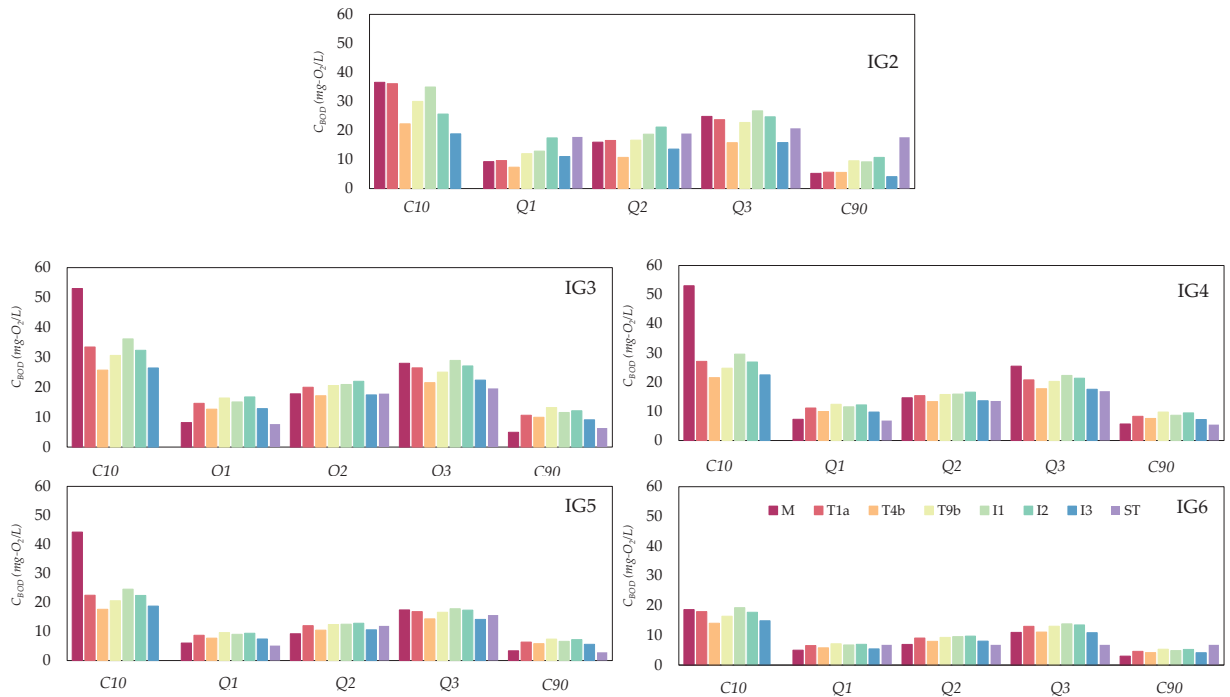 60
50
40
30
20
10
0
C_BOD (mg-O₂/L)
IG2
C10 Q1 Q2 Q3 C90
60
50
40
30
20
10
0
C_BOD (mg-O₂/L)
IG3
C10 O1 O2 O3 C90
60
50
40
30
20
10
0
C_BOD (mg-O₂/L)
IG4
C10 Q1 Q2 Q3 C90
60
50
40
30
20
10
0
C_BOD (mg-O₂/L)
IG5
C10 Q1 Q2 Q3 C90
60
50
40
30
20
10
0
C_BOD (mg-O₂/L)
IG6
M T1a T4b T9b I1 I2 I3 ST
C10 Q1 Q2 Q3 C90